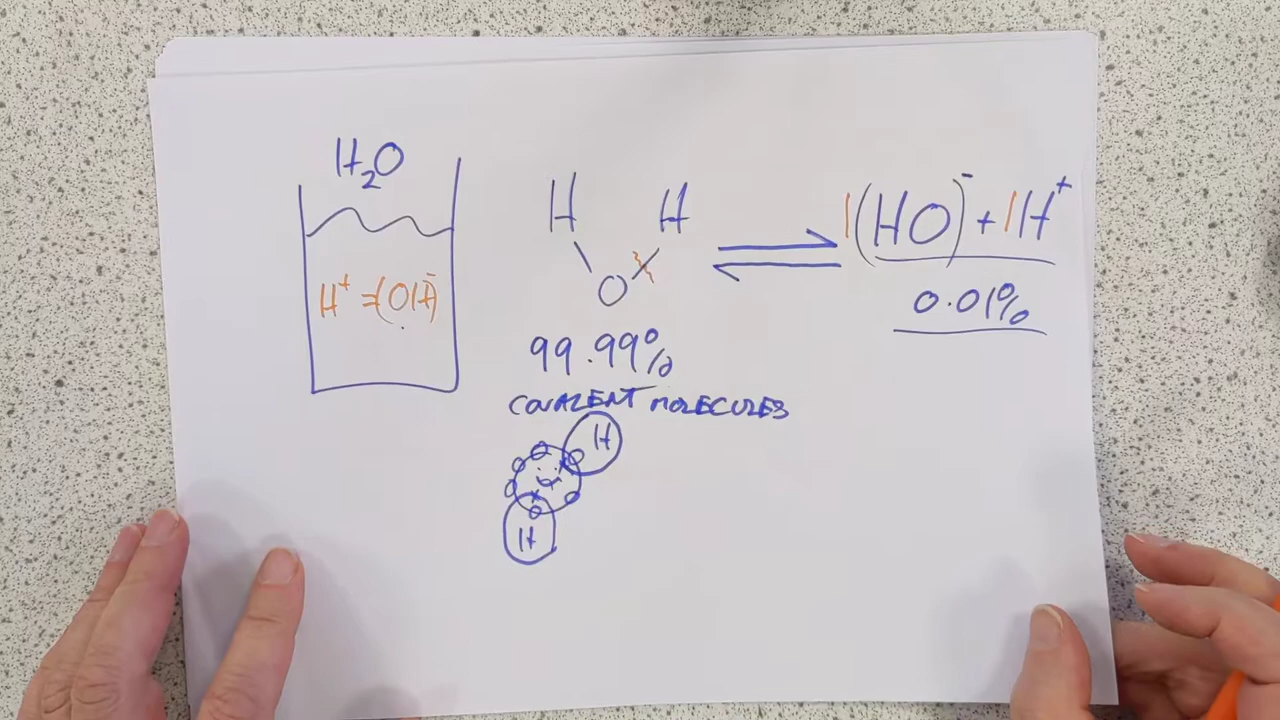 H₂O
H⁺ = (OH)⁻
H H
O
99.99%
COVALENT MOLECULES
H
H
⇌
1(HO)⁻ + 1H⁺
0.01%